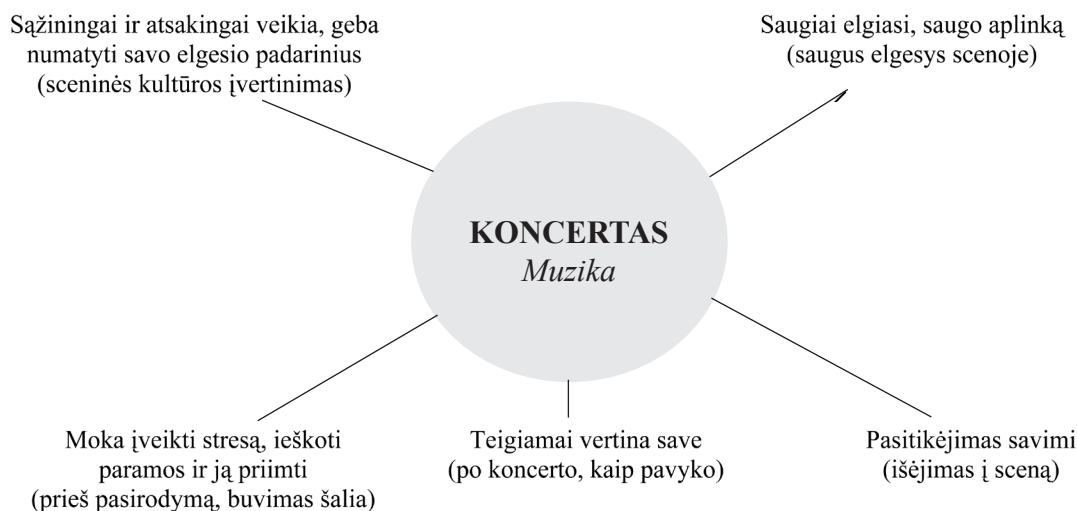 Sąžiningai ir atsakingai veikia, geba
numatyti savo elgesio padarinius
(sceninės kultūros įvertinimas)
Saugiai elgiasi, saugo aplinką
(saugus elgesys scenoje)
KONCERTAS
Muzika
Moka įveikti stresą, ieškoti
paramos ir ją priimti
(prieš pasirodymą, buvimas šalia)
Teigiamai vertina save
(po koncerto, kaip pavyko)
Pasitikėjimas savimi
(išėjimas į sceną)